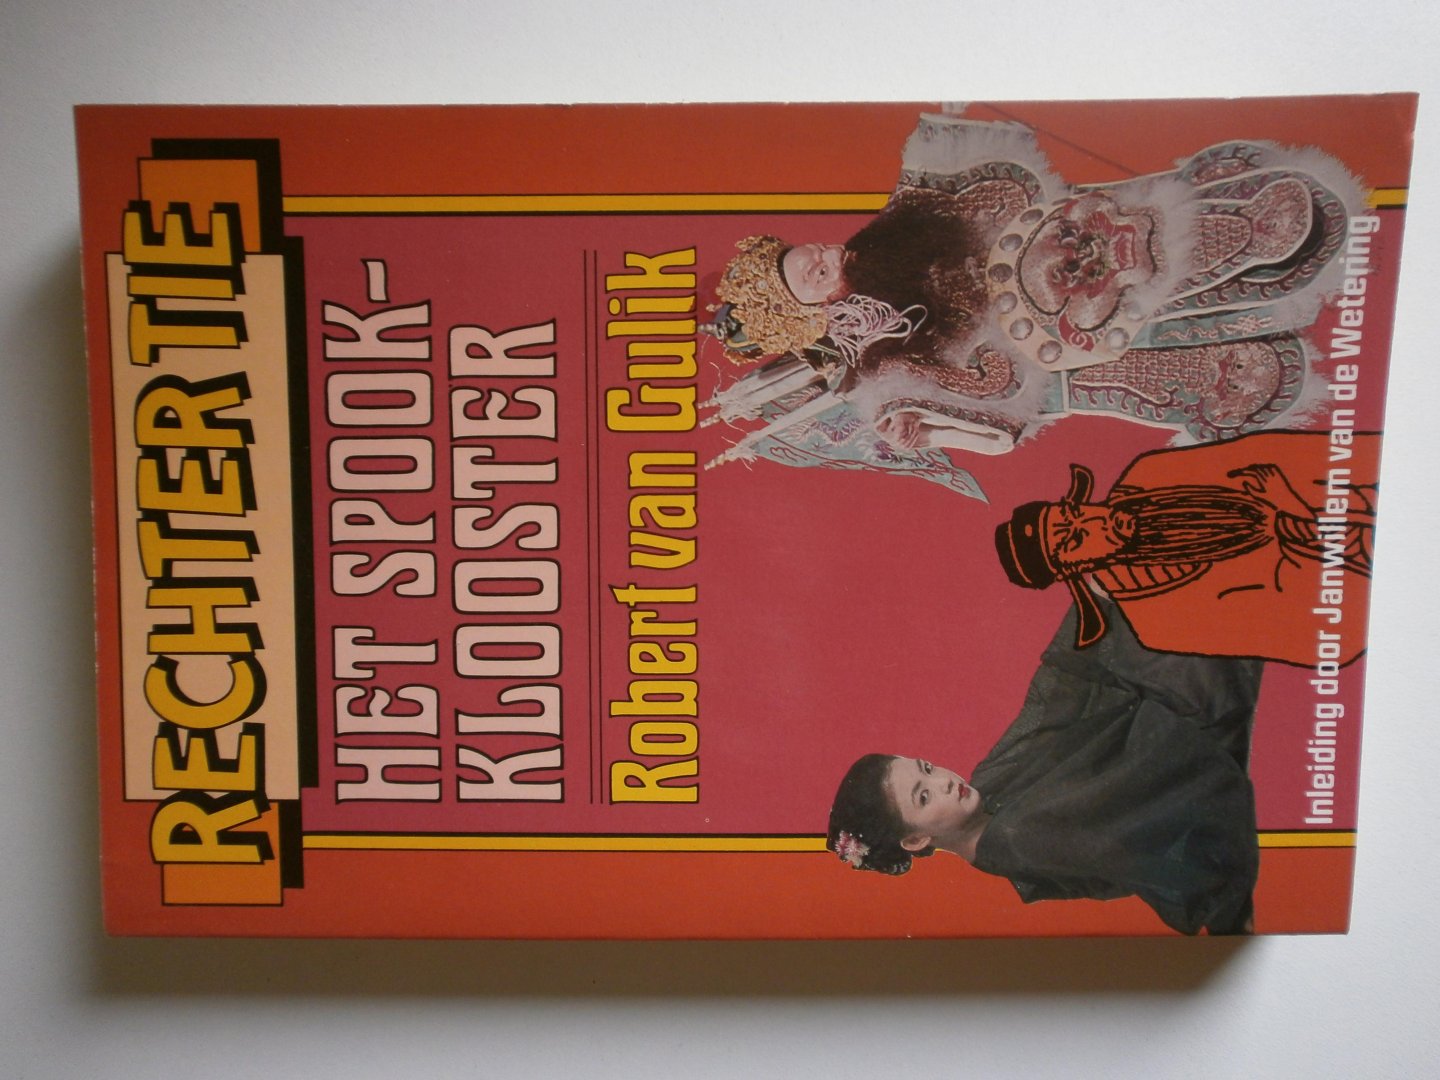 RECHTER TIE
HET SPOOK-
KLOOSTER
Robert van Gulik
Inleiding door Janwillem van de Wetering